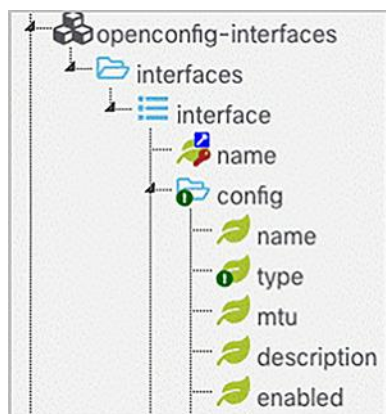 openconfig-interfaces
interfaces
interface
name
config
name
type
mtu
description
enabled